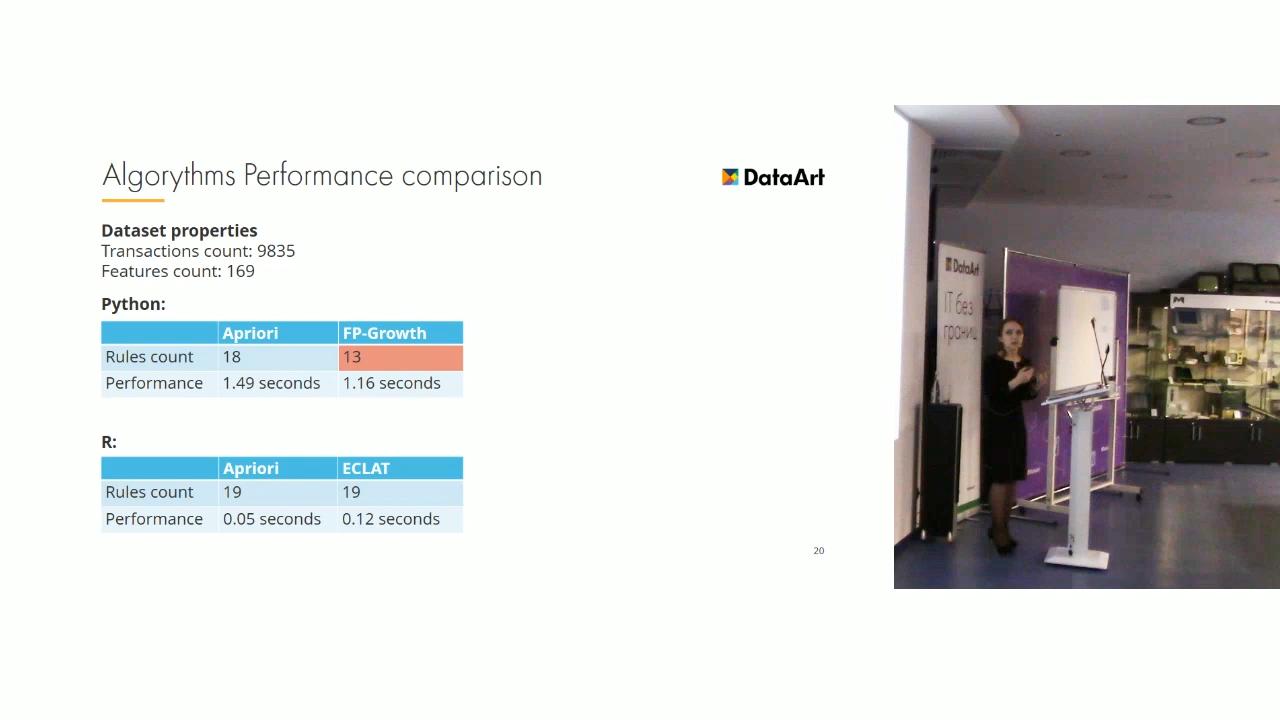 Algorythms Performance comparison
DataArt
Dataset properties
Transactions count: 9835
Features count: 169
Python:
Apriori FP-Growth
Rules count 18 13
Performance 1.49 seconds 1.16 seconds
R:
Apriori ECLAT
Rules count 19 19
Performance 0.05 seconds 0.12 seconds
20
DataArt
IT без
границ